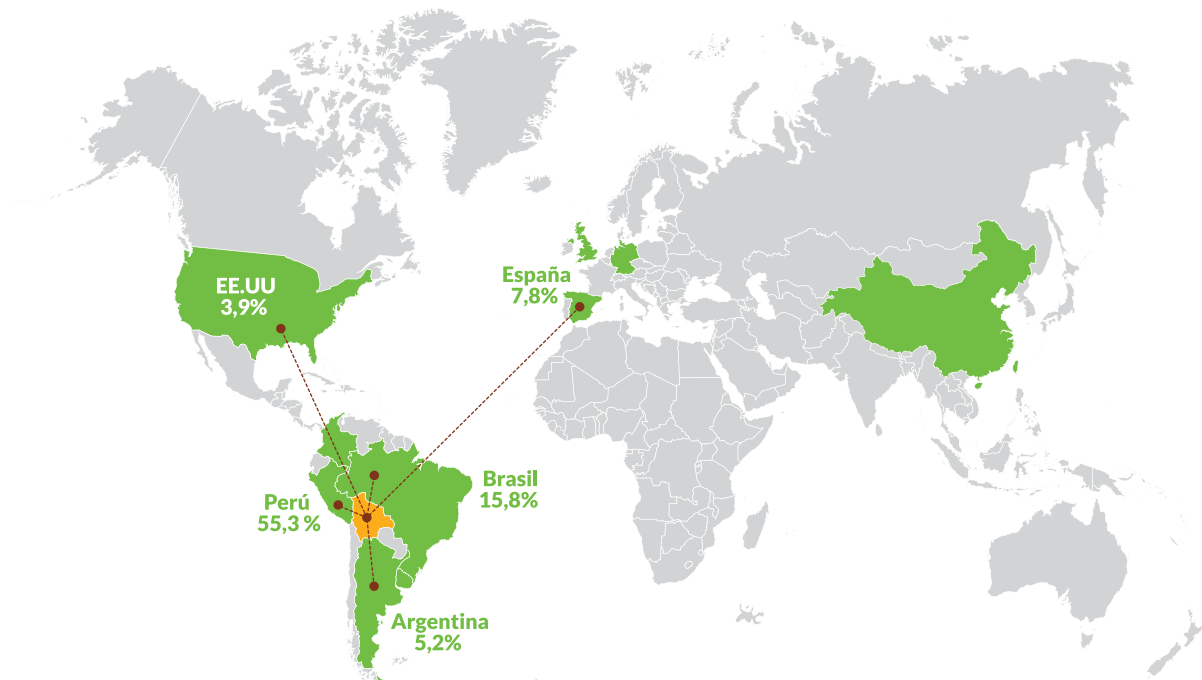 EE.UU
3,9%
España
7,8%
Brasil
15,8%
Perú
55,3 %
Argentina
5,2%